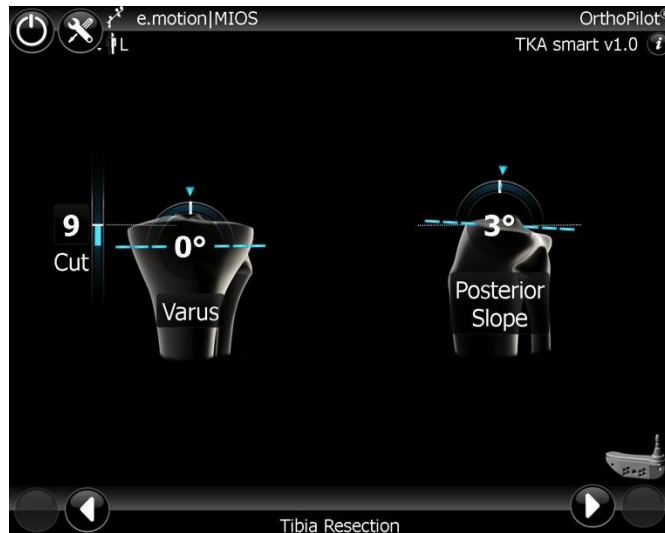 e.motion|MIOS
OrthoPilot®
L
TKA smart v1.0
i
9
Cut
0°
Varus
3°
Posterior
Slope
Tibia Resection